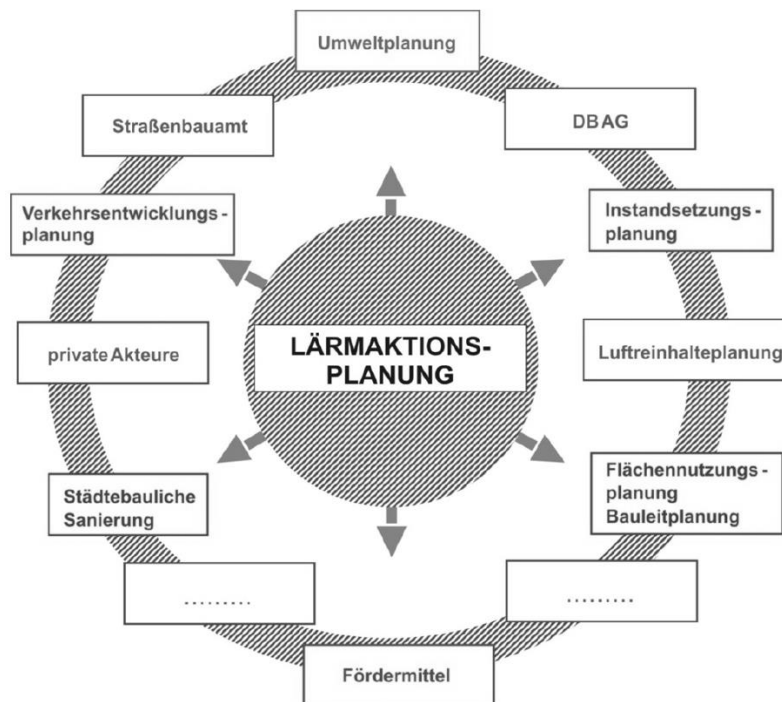 Umweltplanung
Straßenbauamt
DB AG
Verkehrsentwicklungs-
planung
Instandsetzungs-
planung
LÄRMAKTIONS-
PLANUNG
private Akteure
Luftreinhalteplanung
Städtebauliche
Sanierung
Flächennutzungs-
planung
Bauleitplanung
.........
.........
Fördermittel